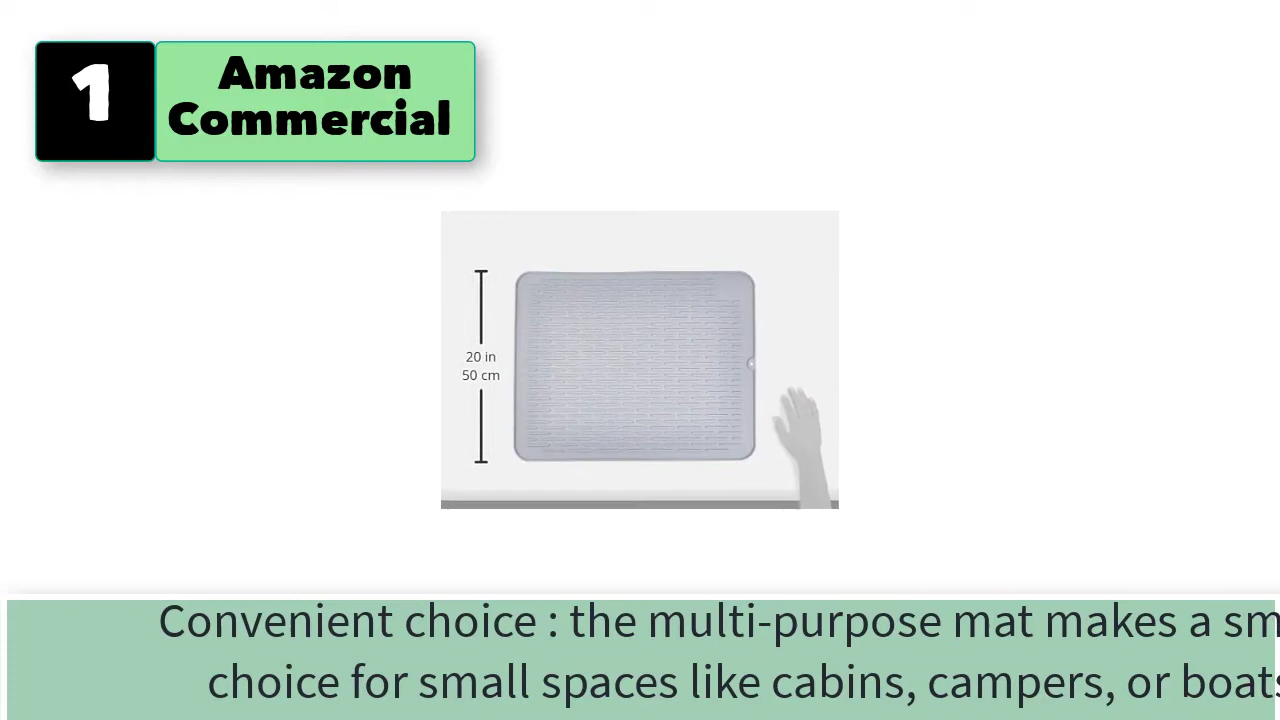 1
Amazon
Commercial
20 in
50 cm
Convenient choice : the multi-purpose mat makes a
choice for small spaces like cabins, campers, or boats